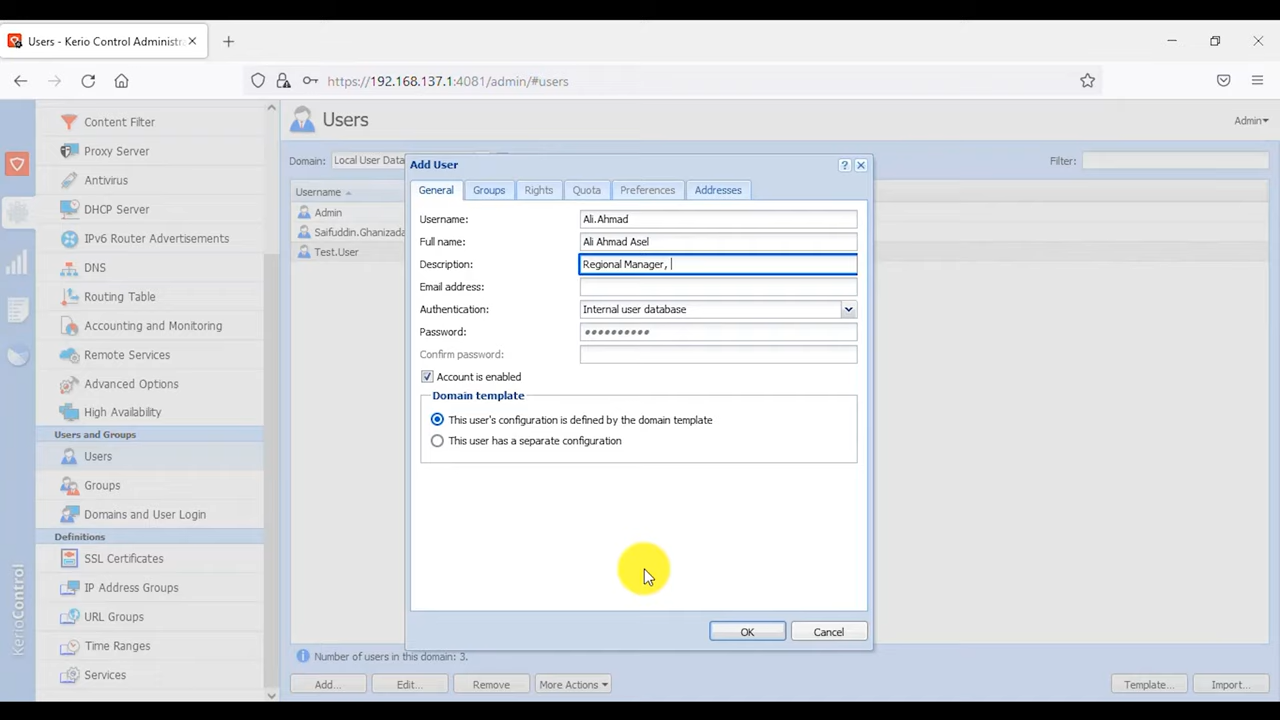 Users - Kerio Control Administra
https://192.168.137.1:4081/admin/#users
Content Filter
Proxy Server
Antivirus
DHCP Server
IPv6 Router Advertisements
DNS
Routing Table
Accounting and Monitoring
Remote Services
Advanced Options
High Availability
Users and Groups
Users
Groups
Domains and User Login
Definitions
SSL Certificates
IP Address Groups
URL Groups
Time Ranges
Services
KerioControl
Users
Admin
Domain: Local User Data
Filter:
Username
Admin
Saifuddin.Ghanizada
Test.User
Add User
General Groups Rights Quota Preferences Addresses
Username: Ali.Ahmad
Full name: Ali Ahmad Asel
Description: Regional Manager,
Email address:
Authentication: Internal user database
Password: ●●●●●●●●●●
Confirm password:
Account is enabled
Domain template
This user's configuration is defined by the domain template
This user has a separate configuration
OK Cancel
Number of users in this domain: 3.
Add... Edit... Remove More Actions Template... Import...